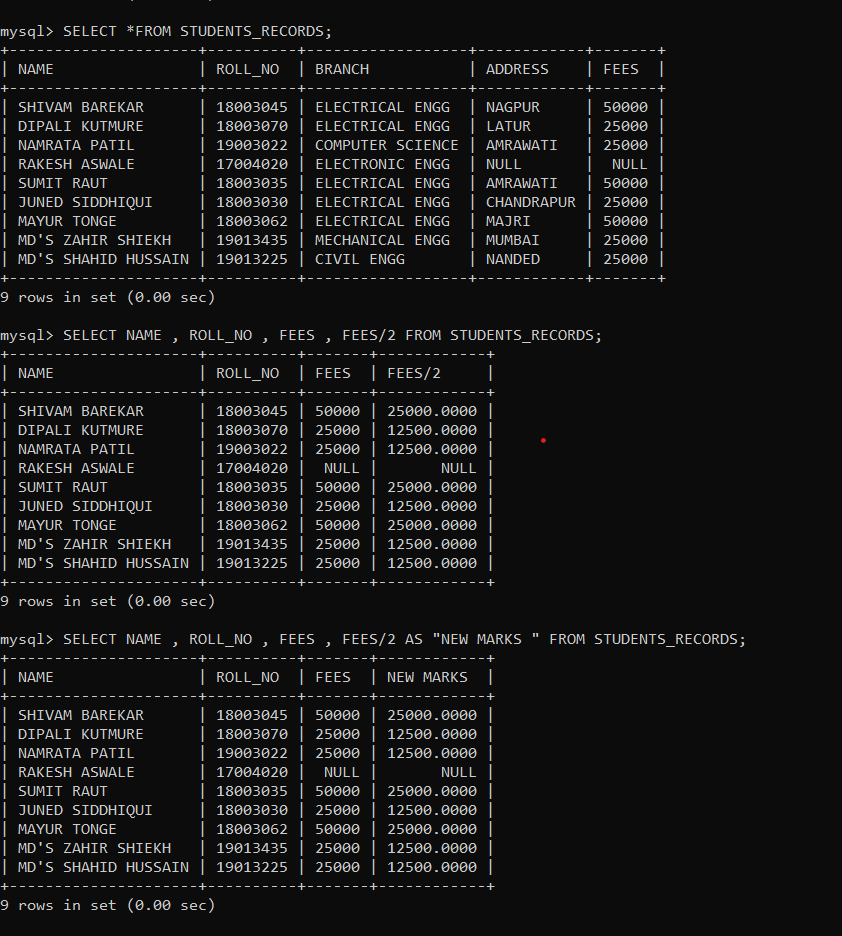 mysql> SELECT *FROM STUDENTS_RECORDS;
+---------------------+----------+------------------+------------+-------+
| NAME                | ROLL_NO  | BRANCH           | ADDRESS    | FEES  |
+---------------------+----------+------------------+------------+-------+
| SHIVAM BAREKAR      | 18003045 | ELECTRICAL ENGG  | NAGPUR     | 50000 |
| DIPALI KUTMURE      | 18003070 | ELECTRICAL ENGG  | LATUR      | 25000 |
| NAMRATA PATIL       | 19003022 | COMPUTER SCIENCE | AMRAWATI   | 25000 |
| RAKESH ASWALE       | 17004020 | ELECTRONIC ENGG  | NULL       |  NULL |
| SUMIT RAUT          | 18003035 | ELECTRICAL ENGG  | AMRAWATI   | 50000 |
| JUNED SIDDHIQUI     | 18003030 | ELECTRICAL ENGG  | CHANDRAPUR | 25000 |
| MAYUR TONGE         | 18003062 | ELECTRICAL ENGG  | MAJRI      | 50000 |
| MD'S ZAHIR SHIEKH   | 19013435 | MECHANICAL ENGG  | MUMBAI     | 25000 |
| MD'S SHAHID HUSSAIN | 19013225 | CIVIL ENGG       | NANDED     | 25000 |
+---------------------+----------+------------------+------------+-------+
9 rows in set (0.00 sec)
mysql> SELECT NAME , ROLL_NO , FEES , FEES/2 FROM STUDENTS_RECORDS;
+---------------------+----------+-------+------------+
| NAME                | ROLL_NO  | FEES  | FEES/2     |
+---------------------+----------+-------+------------+
| SHIVAM BAREKAR      | 18003045 | 50000 | 25000.0000 |
| DIPALI KUTMURE      | 18003070 | 25000 | 12500.0000 |
| NAMRATA PATIL       | 19003022 | 25000 | 12500.0000 |
| RAKESH ASWALE       | 17004020 |  NULL |       NULL |
| SUMIT RAUT          | 18003035 | 50000 | 25000.0000 |
| JUNED SIDDHIQUI     | 18003030 | 25000 | 12500.0000 |
| MAYUR TONGE         | 18003062 | 50000 | 25000.0000 |
| MD'S ZAHIR SHIEKH   | 19013435 | 25000 | 12500.0000 |
| MD'S SHAHID HUSSAIN | 19013225 | 25000 | 12500.0000 |
+---------------------+----------+-------+------------+
9 rows in set (0.00 sec)
mysql> SELECT NAME , ROLL_NO , FEES , FEES/2 AS "NEW MARKS " FROM STUDENTS_RECORDS;
+---------------------+----------+-------+------------+
| NAME                | ROLL_NO  | FEES  | NEW MARKS  |
+---------------------+----------+-------+------------+
| SHIVAM BAREKAR      | 18003045 | 50000 | 25000.0000 |
| DIPALI KUTMURE      | 18003070 | 25000 | 12500.0000 |
| NAMRATA PATIL       | 19003022 | 25000 | 12500.0000 |
| RAKESH ASWALE       | 17004020 |  NULL |       NULL |
| SUMIT RAUT          | 18003035 | 50000 | 25000.0000 |
| JUNED SIDDHIQUI     | 18003030 | 25000 | 12500.0000 |
| MAYUR TONGE         | 18003062 | 50000 | 25000.0000 |
| MD'S ZAHIR SHIEKH   | 19013435 | 25000 | 12500.0000 |
| MD'S SHAHID HUSSAIN | 19013225 | 25000 | 12500.0000 |
+---------------------+----------+-------+------------+
9 rows in set (0.00 sec)